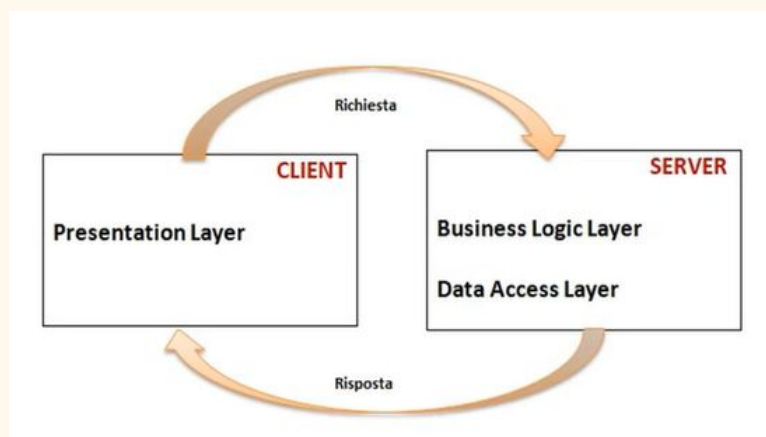 Richiesta
CLIENT
Presentation Layer
SERVER
Business Logic Layer
Data Access Layer
Risposta